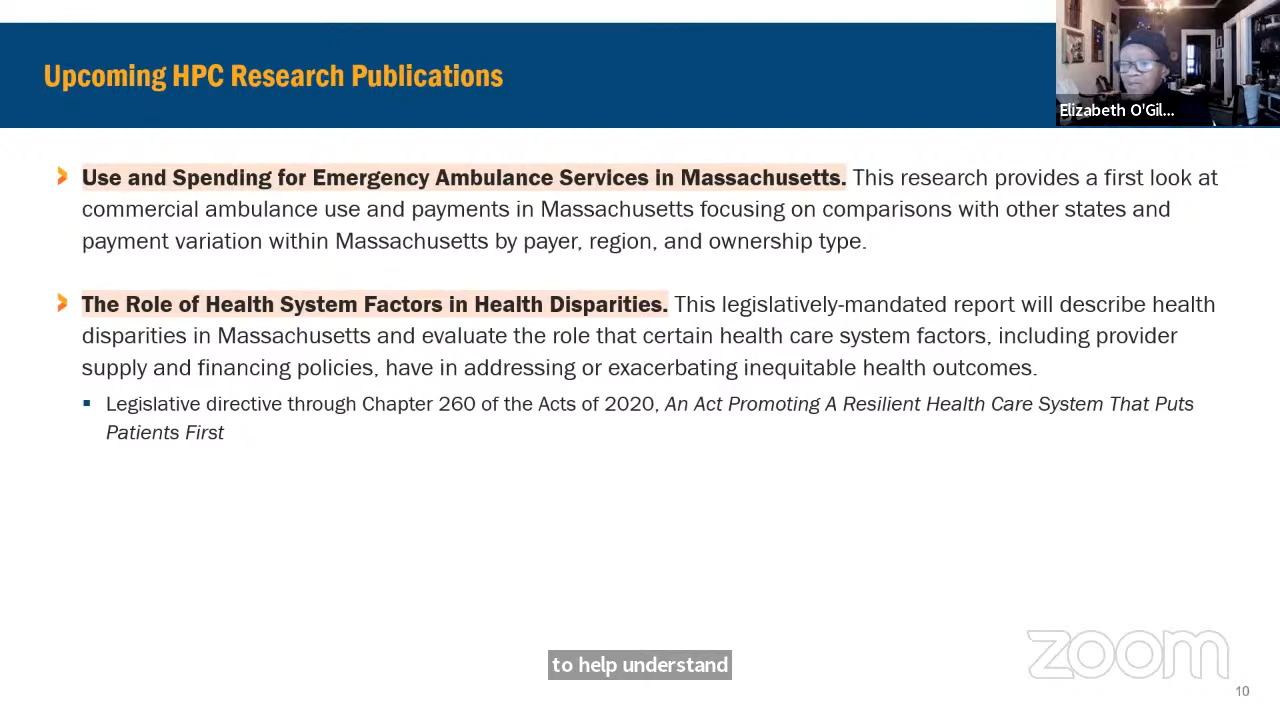 Upcoming HPC Research Publications
Elizabeth O'Gil...
Use and Spending for Emergency Ambulance Services in Massachusetts. This research provides a first look at
commercial ambulance use and payments in Massachusetts focusing on comparisons with other states and
payment variation within Massachusetts by payer, region, and ownership type.
The Role of Health System Factors in Health Disparities. This legislatively-mandated report will describe health
disparities in Massachusetts and evaluate the role that certain health care system factors, including provider
supply and financing policies, have in addressing or exacerbating inequitable health outcomes.
Legislative directive through Chapter 260 of the Acts of 2020, An Act Promoting A Resilient Health Care System That Puts
Patients First
to help understand
zoom
10